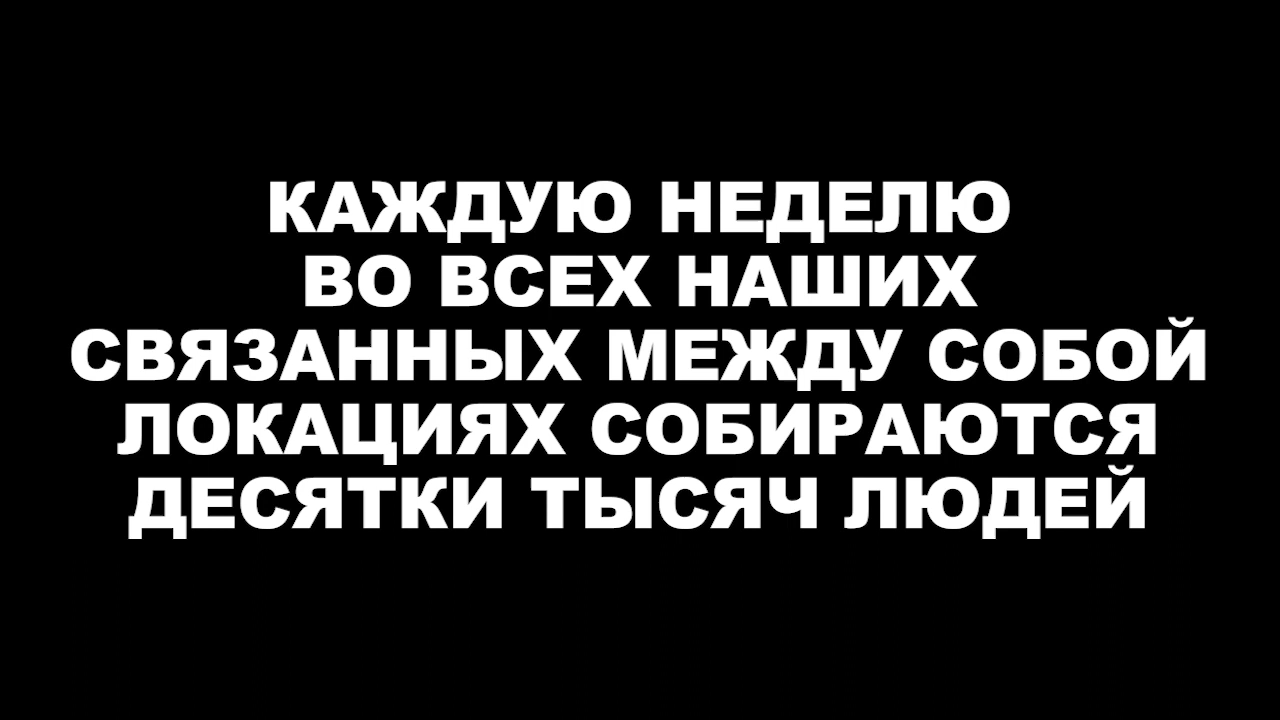 КАЖДУЮ НЕДЕЛЮ
ВО ВСЕХ НАШИХ
СВЯЗАННЫХ МЕЖДУ СОБОЙ
ЛОКАЦИЯХ СОБИРАЮТСЯ
ДЕСЯТКИ ТЫСЯЧ ЛЮДЕЙ